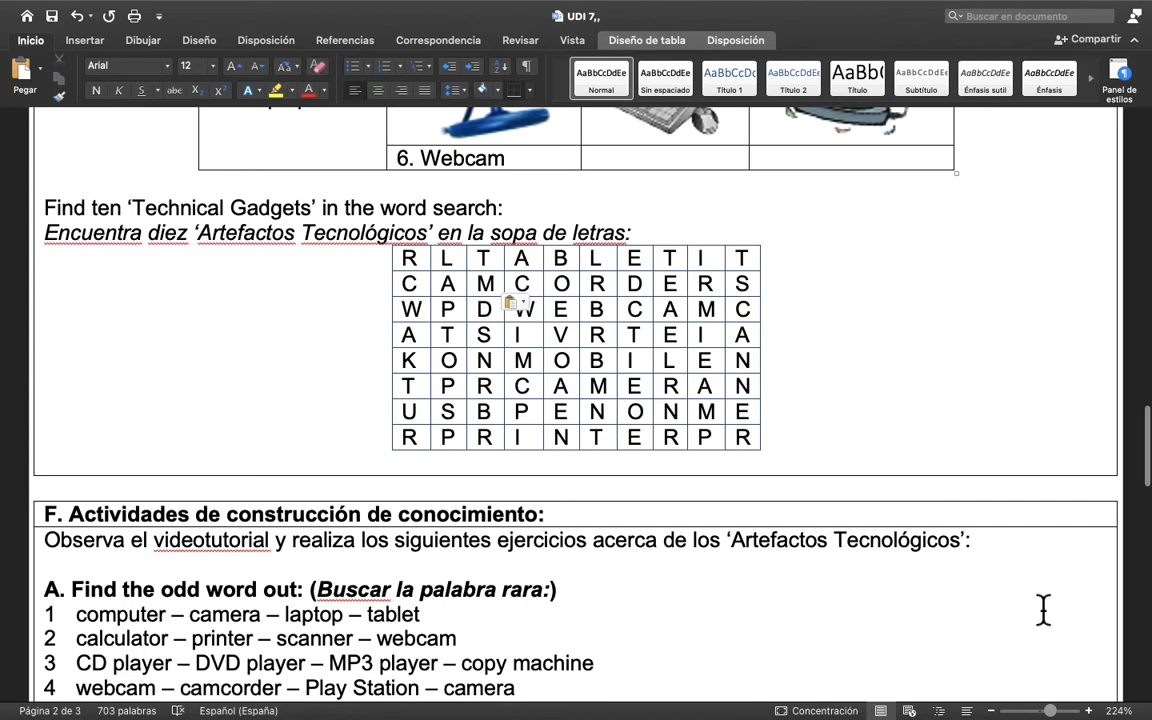 UDI 7,,
Buscar en documento
Inicio Insertar Dibujar Diseño Disposición Referencias Correspondencia Revisar Vista Diseño de tabla Disposición Compartir
Pegar Arial 12 AaBbCcDdEe AaBbCcDdEe AaBbCcDc AaBbCcDdEe AaBb( AaBbCcDdEe AaBbCcDdEe AaBbCcDdEe
N K S abc X₂ X² A A Normal Sin espaciado Título 1 Título 2 Título Subtítulo Énfasis sutil Énfasis Panel de estilos
6. Webcam
Find ten ‘Technical Gadgets’ in the word search:
Encuentra diez ‘Artefactos Tecnológicos’ en la sopa de letras:
R L T A B L E T I T
C A M C O R D E R S
W P D W E B C A M C
A T S I V R T E I A
K O N M O B I L E N
T P R C A M E R A N
U S B P E N O N M E
R P R I N T E R P R
F. Actividades de construcción de conocimiento:
Observa el videotutorial y realiza los siguientes ejercicios acerca de los ‘Artefactos Tecnológicos’:
A. Find the odd word out: (Buscar la palabra rara:)
1 computer – camera – laptop – tablet
2 calculator – printer – scanner – webcam
3 CD player – DVD player – MP3 player – copy machine
4 webcam – camcorder – Play Station – camera
Página 2 de 3 703 palabras Español (España) Concentración 224%